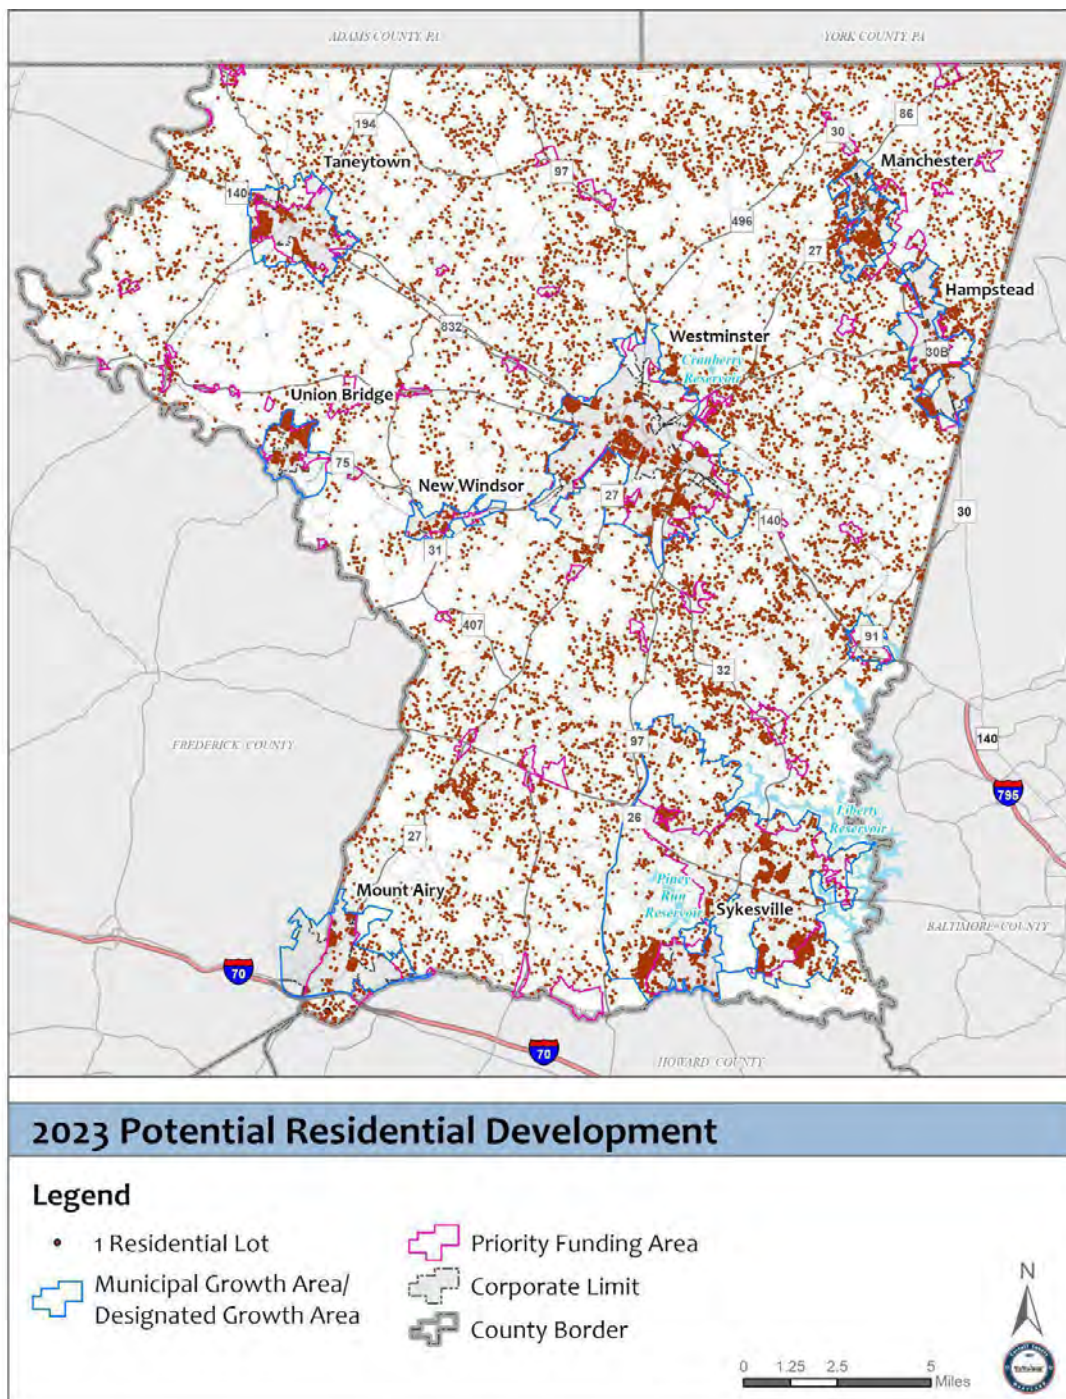 ADAMS COUNTY, PA
YORK COUNTY, PA
86
194
30
Taneytown
Manchester
97
140
496
27
Hampstead
832
Westminster
Cranberry
Reservoir
30B
Union Bridge
75
New Windsor
27
30
140
31
407
91
32
FREDERICK COUNTY
97
140
795
26
Liberty
Reservoir
27
Piney
Run
Reservoir
Mount Airy
Sykesville
BALTIMORE COUNTY
70
70
HOWARD COUNTY
2023 Potential Residential Development
Legend
1 Residential Lot
Municipal Growth Area/
Designated Growth Area
Priority Funding Area
Corporate Limit
County Border
N
0 1.25 2.5 5
Miles